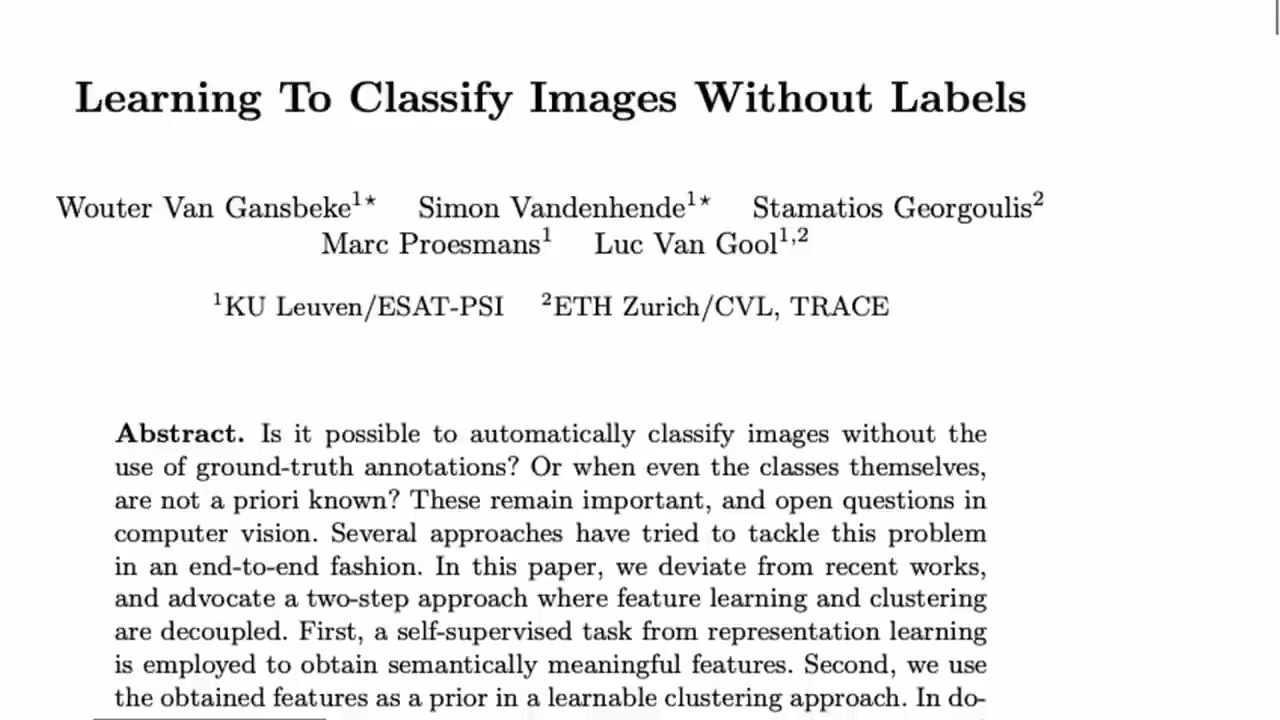 Learning To Classify Images Without Labels
Wouter Van Gansbeke¹⋆ Simon Vandenhende¹⋆ Stamatios Georgoulis²
Marc Proesmans¹ Luc Van Gool¹,²
¹KU Leuven/ESAT-PSI ²ETH Zurich/CVL, TRACE
Abstract. Is it possible to automatically classify images without the
use of ground-truth annotations? Or when even the classes themselves,
are not a priori known? These remain important, and open questions in
computer vision. Several approaches have tried to tackle this problem
in an end-to-end fashion. In this paper, we deviate from recent works,
and advocate a two-step approach where feature learning and clustering
are decoupled. First, a self-supervised task from representation learning
is employed to obtain semantically meaningful features. Second, we use
the obtained features as a prior in a learnable clustering approach. In do-